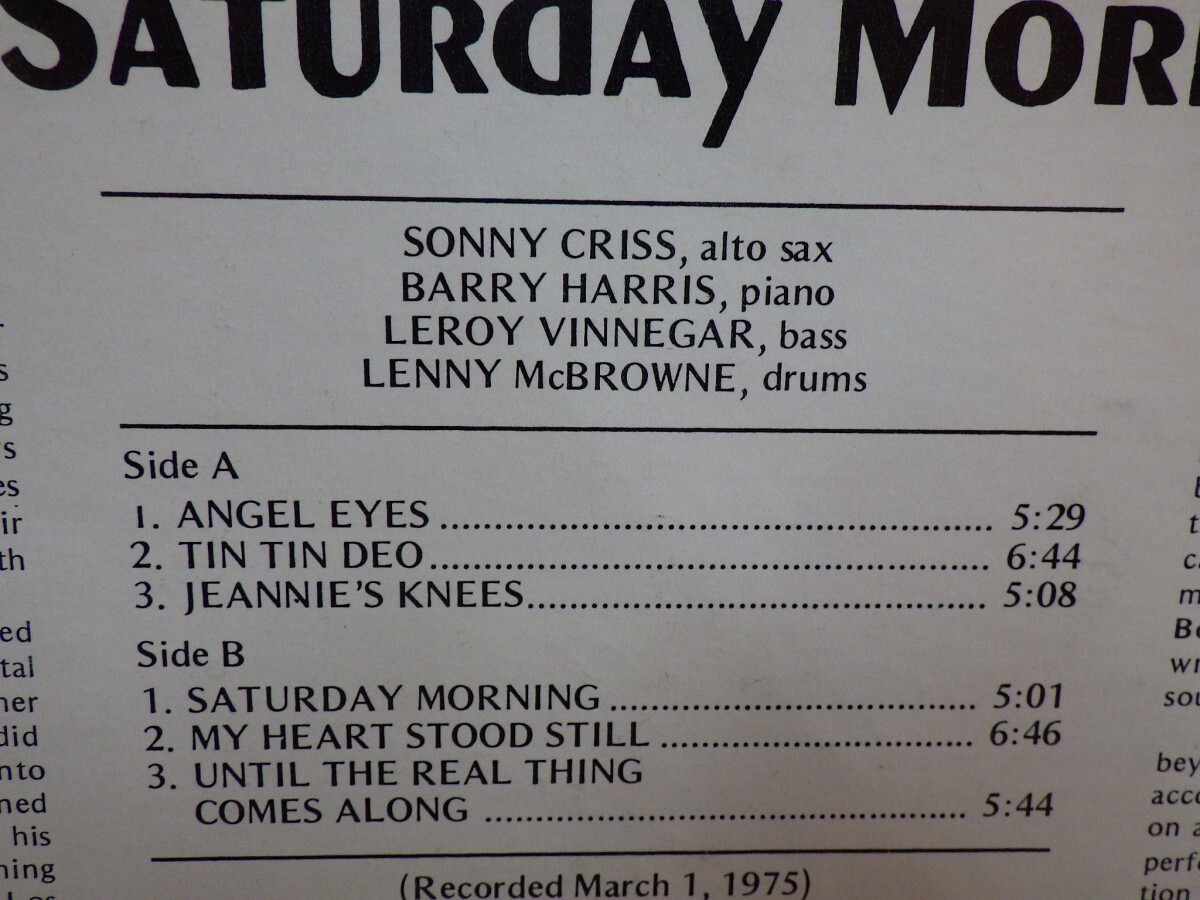 SATURDAY
SONNY CRISS, alto sax
BARRY HARRIS, piano
LEROY VINNEGAR, bass
LENNY McBROWNE, drums
Side A
1. ANGEL EYES ........ 5:29
2. TIN TIN DEO ........ 6:44
3. JEANNIE'S KNEES ........ 5:08
Side B
1. SATURDAY MORNING ........ 5:01
2. MY HEART STOOD STILL ........ 6:46
3. UNTIL THE REAL THING
COMES ALONG ........ 5:44
(Recorded March 1, 1975)
his
on